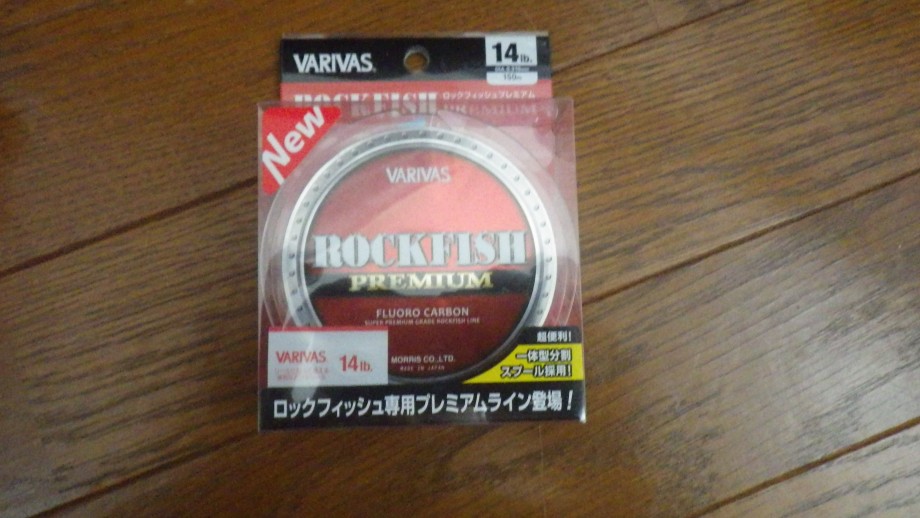 VARIVAS
14lb.
150m
ロックフィッシュプレミアム
ROCKFISH PREMIUM
New
VARIVAS
ROCKFISH
PREMIUM
FLUORO CARBON
SUPER PREMIUM GRADE ROCKFISH LINE
超便利!
一体型分割
スプール採用!
VARIVAS 14lb.
MORRIS CO.,LTD.
MADE IN JAPAN
ロックフィッシュ専用プレミアムライン登場!